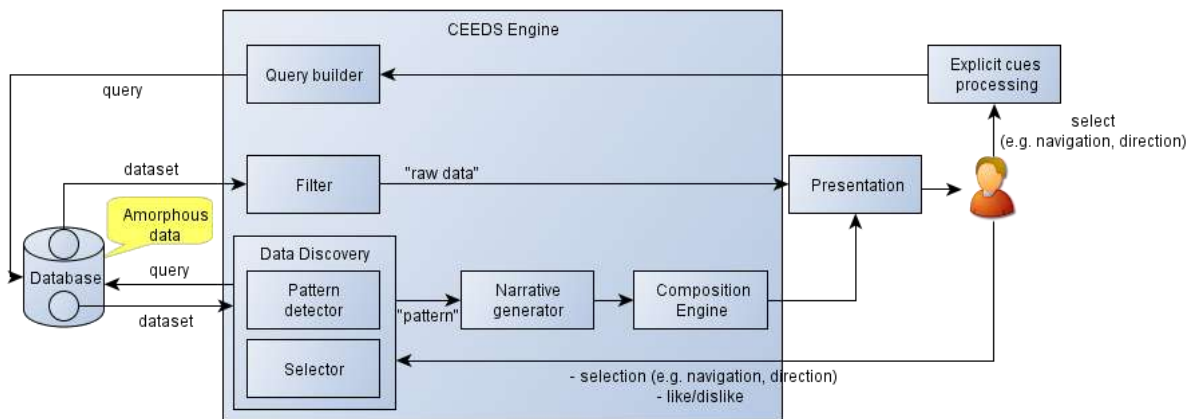 CEEDS Engine
Query builder
Explicit cues
processing
query
select
(e.g. navigation, direction)
dataset
Filter
"raw data"
Presentation
Amorphous
data
Data Discovery
Database
query
Pattern
detector
Narrative
generator
Composition
Engine
"pattern"
dataset
Selector
- selection (e.g. navigation, direction)
- like/dislike